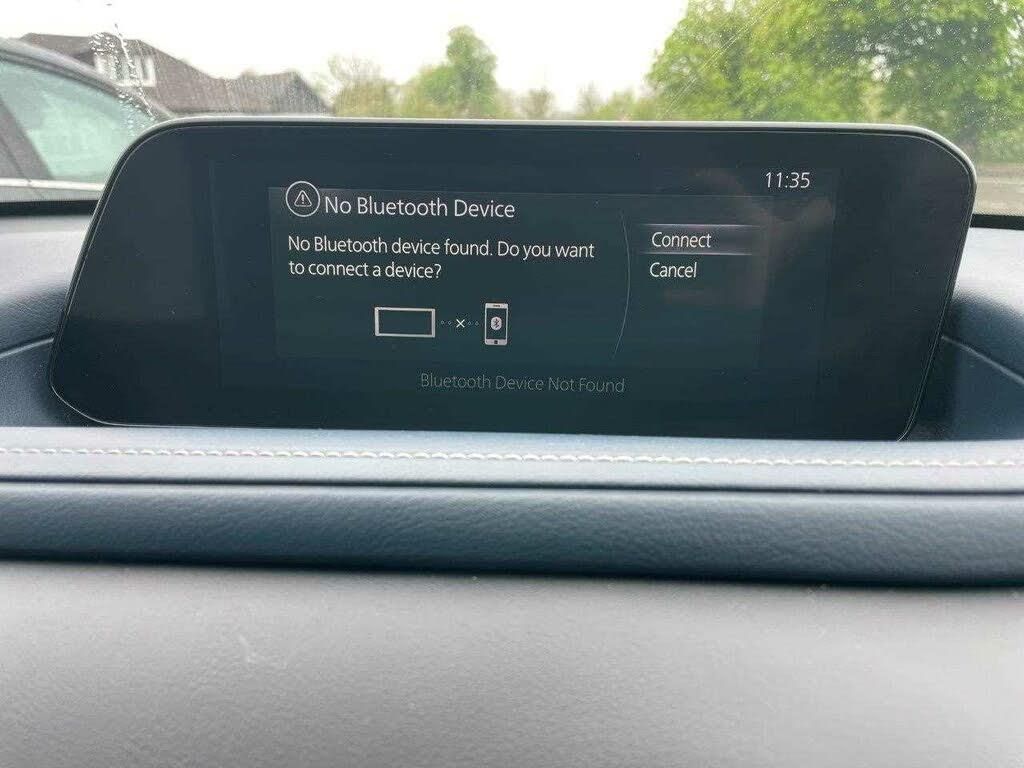 11:35
No Bluetooth Device
No Bluetooth device found. Do you want
to connect a device?
Connect
Cancel
Bluetooth Device Not Found